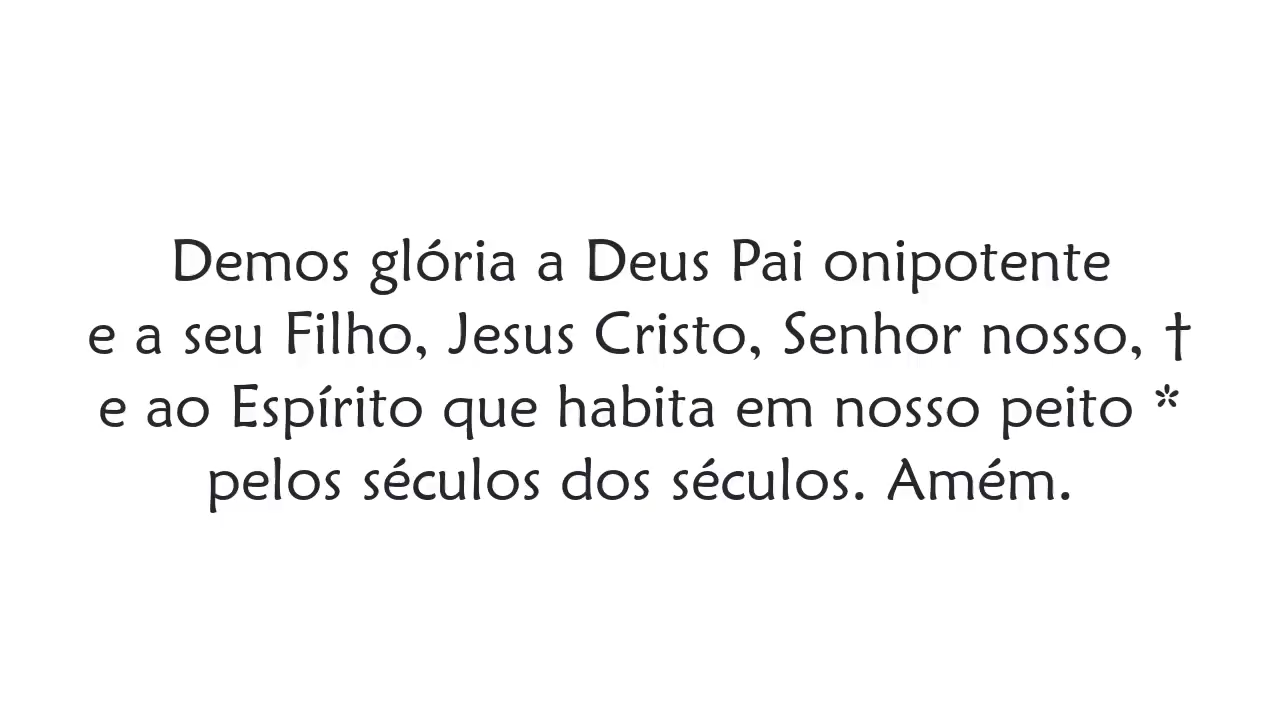 Demos glória a Deus Pai onipotente
e a seu Filho, Jesus Cristo, Senhor nosso, †
e ao Espírito que habita em nosso peito *
pelos séculos dos séculos. Amém.